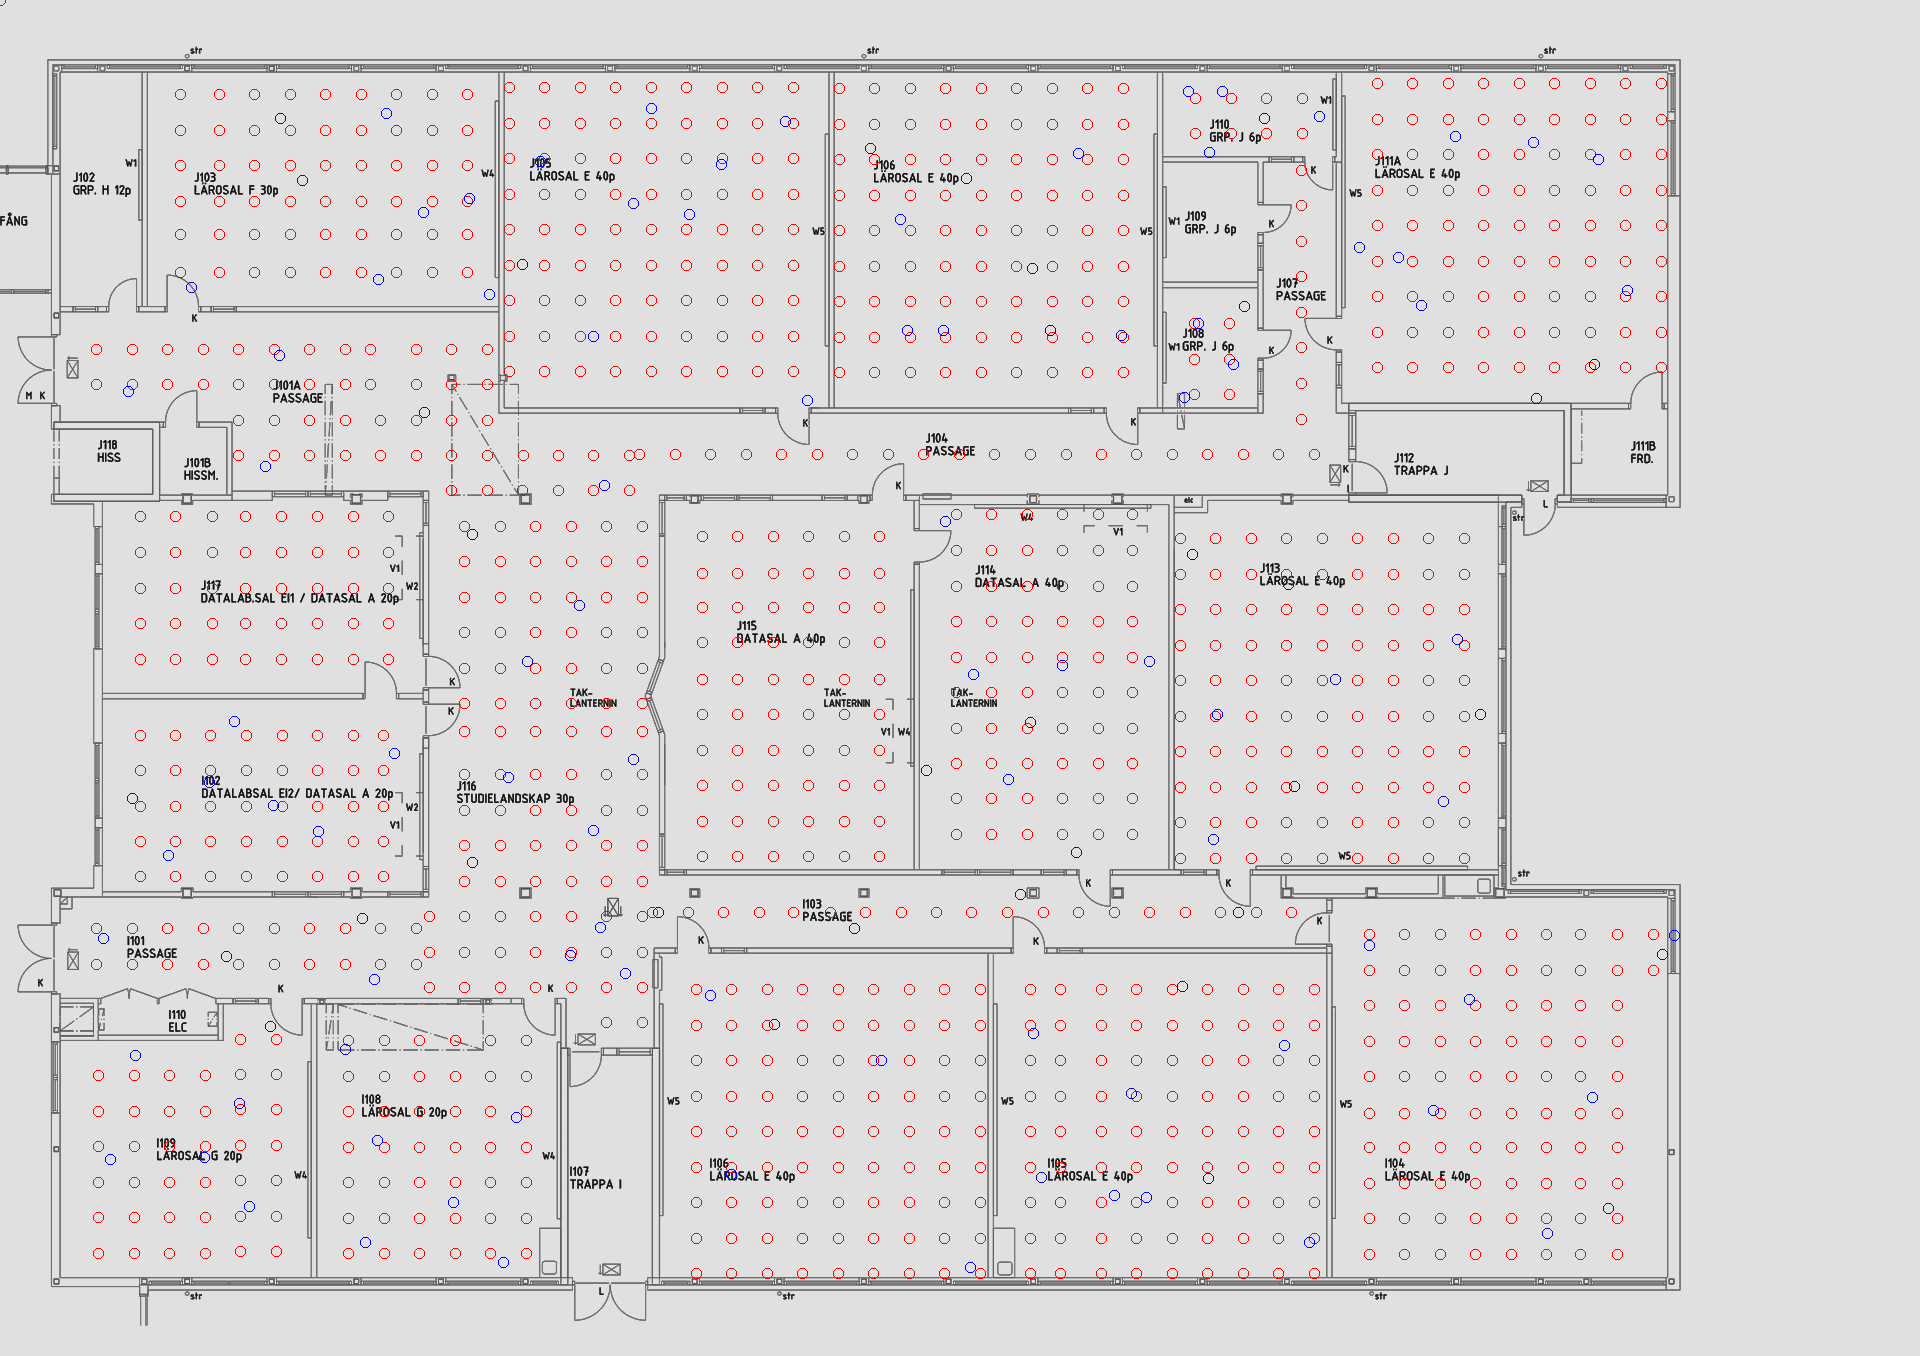 str
str
str
W1
J102
GRP. H 12p
J103
LÄROSAL F 30p
W4
J105
LÄROSAL E 40p
W5
J106
LÄROSAL E 40p
W5
J110
GRP. J 6p
W1
K
J111A
LÄROSAL E 40p
W5
FÅNG
W1
J109
GRP. J 6p
K
J107
PASSAGE
K
J108
GRP. J 6p
W1
K
K
M K
J101A
PASSAGE
K
K
J118
HISS
J101B
HISSM.
J104
PASSAGE
K
K
L
J112
TRAPPA J
J111B
FRD.
L
str
elc
W4
V1
J117
DATALAB.SAL EI1 / DATASAL A 20p
V1
W2
K
J114
DATASAL A 40p
J113
LÄROSAL E 40p
J115
DATASAL A 40p
TAK-
LANTERNIN
TAK-
LANTERNIN
TAK-
LANTERNIN
K
V1
W4
I102
DATALABSAL EI2/ DATASAL A 20p
V1
W2
J116
STUDIELANDSKAP 30p
W5
str
K
K
I103
PASSAGE
K
K
K
I101
PASSAGE
K
K
K
I110
ELC
I109
LÄROSAL G 20p
W4
I108
LÄROSAL G 20p
W4
I107
TRAPPA I
W5
I106
LÄROSAL E 40p
W5
I105
LÄROSAL E 40p
W5
I104
LÄROSAL E 40p
L
str
str
str